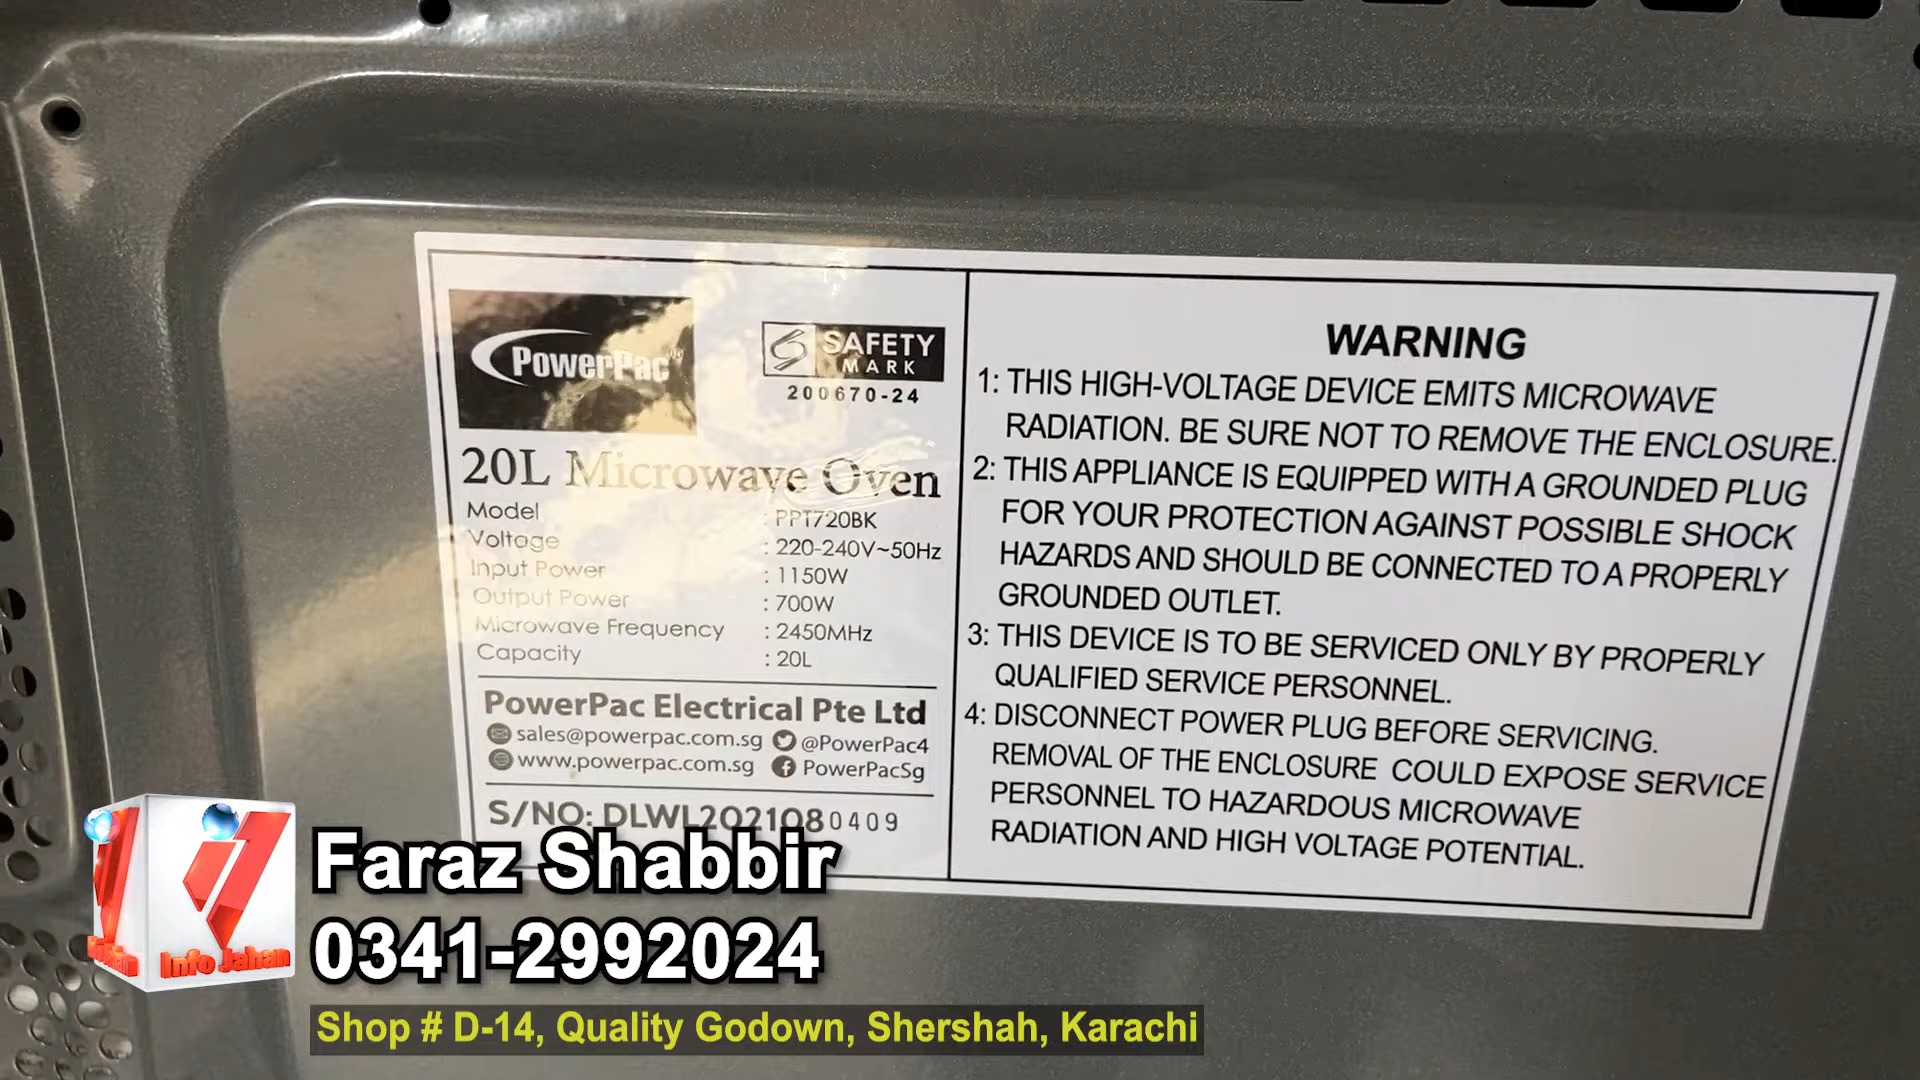 PowerPac®
SAFETY
MARK
200670-24
20L Microwave Oven
Model : PPT720BK
Voltage : 220-240V~50Hz
Input Power : 1150W
Output Power : 700W
Microwave Frequency : 2450MHz
Capacity : 20L
PowerPac Electrical Pte Ltd
sales@powerpac.com.sg @PowerPac4
www.powerpac.com.sg PowerPacSg
S/NO: DLWL2021080409
WARNING
1: THIS HIGH-VOLTAGE DEVICE EMITS MICROWAVE
RADIATION. BE SURE NOT TO REMOVE THE ENCLOSURE.
2: THIS APPLIANCE IS EQUIPPED WITH A GROUNDED PLUG
FOR YOUR PROTECTION AGAINST POSSIBLE SHOCK
HAZARDS AND SHOULD BE CONNECTED TO A PROPERLY
GROUNDED OUTLET.
3: THIS DEVICE IS TO BE SERVICED ONLY BY PROPERLY
QUALIFIED SERVICE PERSONNEL.
4: DISCONNECT POWER PLUG BEFORE SERVICING.
REMOVAL OF THE ENCLOSURE COULD EXPOSE SERVICE
PERSONNEL TO HAZARDOUS MICROWAVE
RADIATION AND HIGH VOLTAGE POTENTIAL.
Info Jahan
Faraz Shabbir
0341-2992024
Shop # D-14, Quality Godown, Shershah, Karachi